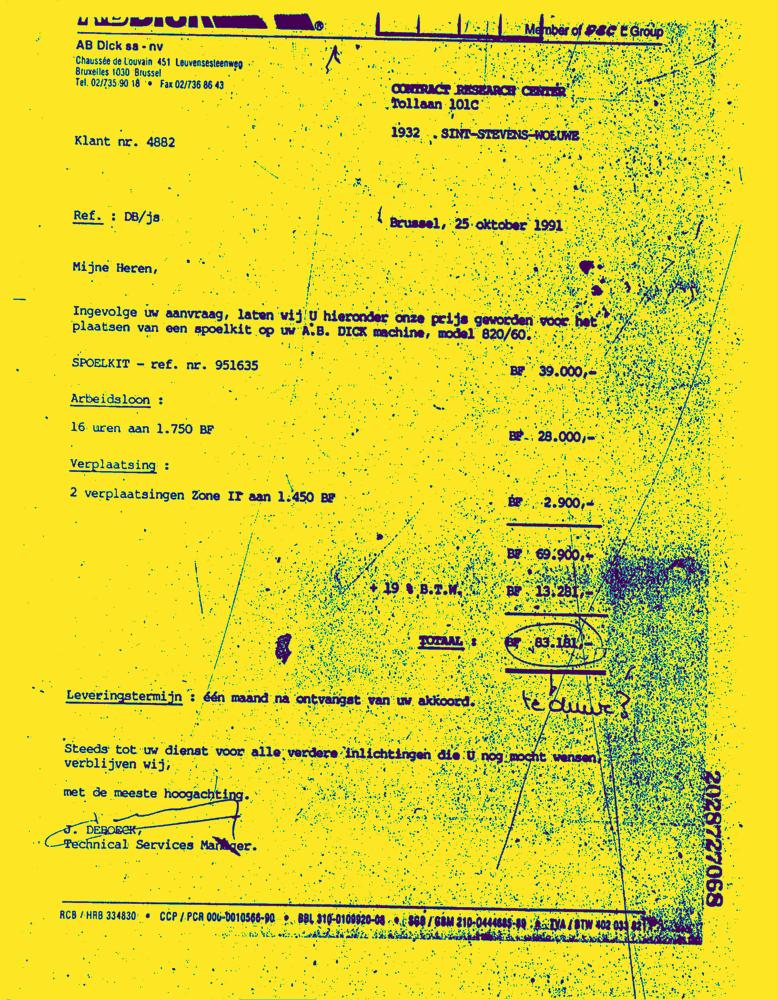 ABDICK ®
Member of Group
AB Dick sa - nv
Chaussée de Louvain 451 Leuvensesteenweg
Bruxelles 1030 Brussel
Tel. 02/735 90 18 • Fax 02/736 86 43
CONTRACT RESEARCH CENTER
Tollaan 101C
1932 SINT-STEVENS-WOLUWE
Klant nr. 4882
Ref. : DB/js
Brussel, 25 oktober 1991
Mijne Heren,
Ingevolge uw aanvraag, laten wij U hieronder onze prijs geworden voor het
plaatsen van een spoelkit op uw A.B. DICK machine, model 820/60.
SPOELKIT - ref. nr. 951635 BF 39.000,-
Arbeidsloon :
16 uren aan 1.750 BF BF 28.000,-
Verplaatsing :
2 verplaatsingen Zone II aan 1.450 BF BF 2.900,-
BF 69.900,-
+ 19 % B.T.W. BF 13.281,-
TOTAAL : BF 83.181,-
te duur?
Leveringstermijn : één maand na ontvangst van uw akkoord.
Steeds tot uw dienst voor alle verdere inlichtingen die U nog mocht wensen,
verblijven wij,
met de meeste hoogachting.
J. DEBOECK,
Technical Services Manager.
2028727068
RCB / HRB 334830 • CCP / PCR 000-0010566-90 • BBL 310-0109920-08 • SGB / GBM 210-0444685-80 • TVA / BTW 402 033